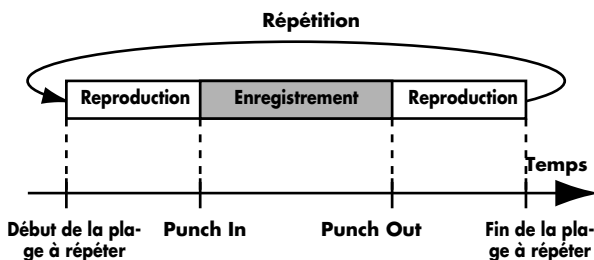 Répétition
Reproduction
Enregistrement
Reproduction
Temps
Début de la pla-
ge à répéter
Punch In
Punch Out
Fin de la pla-
ge à répéter